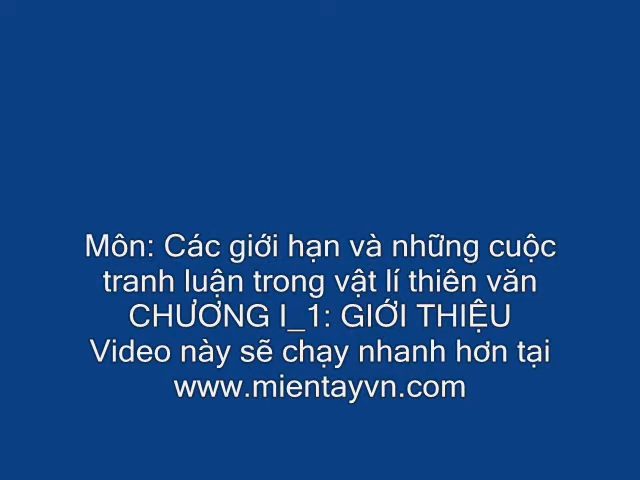 Môn: Các giới hạn và những cuộc
tranh luận trong vật lí thiên văn
CHƯƠNG I_1: GIỚI THIỆU
Video này sẽ chạy nhanh hơn tại
www.mientayvn.com